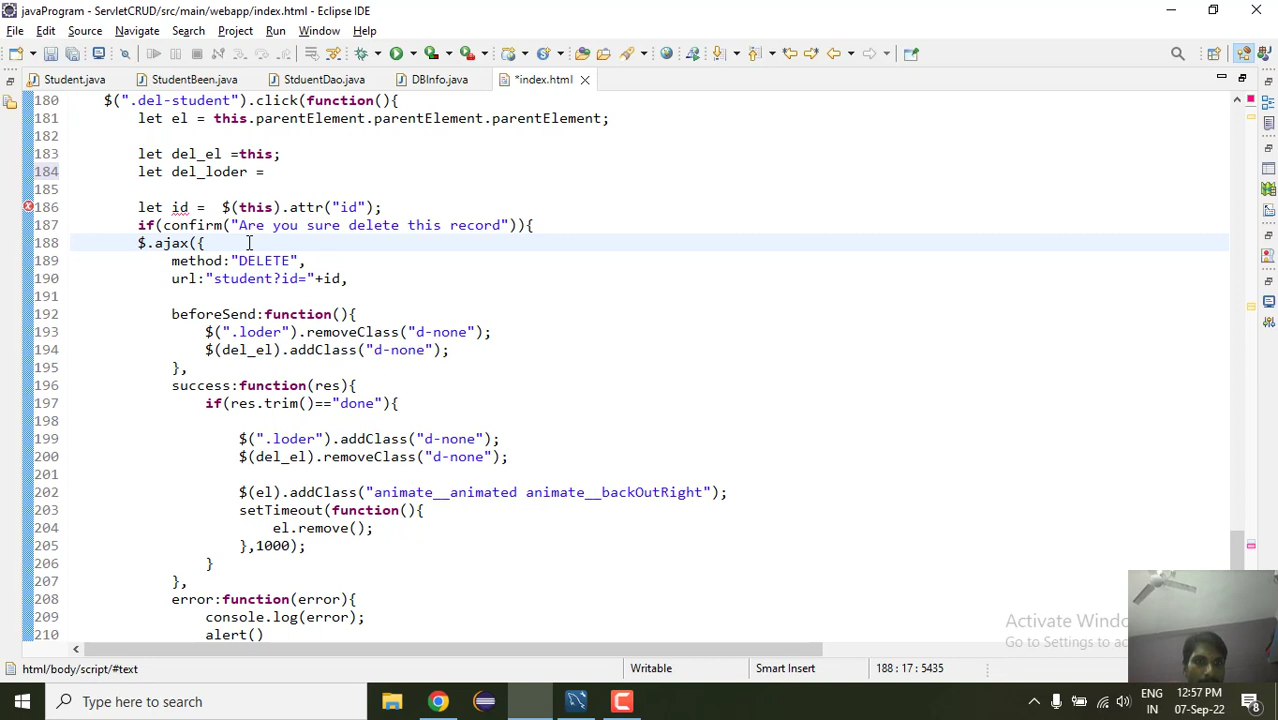 javaProgram - ServletCRUD/src/main/webapp/index.html - Eclipse IDE
File Edit Source Navigate Search Project Run Window Help
Student.java StudentBeen.java StduentDao.java DBInfo.java *index.html
180 $(".del-student").click(function(){
181 let el = this.parentElement.parentElement.parentElement;
182
183 let del_el =this;
184 let del_loder =
185
186 let id =  $(this).attr("id");
187 if(confirm("Are you sure delete this record")){
188 $.ajax({
189 method:"DELETE",
190 url:"student?id="+id,
191
192 beforeSend:function(){
193 $(".loder").removeClass("d-none");
194 $(del_el).addClass("d-none");
195 },
196 success:function(res){
197 if(res.trim()=="done"){
198
199 $(".loder").addClass("d-none");
200 $(del_el).removeClass("d-none");
201
202 $(el).addClass("animate__animated animate__backOutRight");
203 setTimeout(function(){
204 el.remove();
205 },1000);
206 }
207 },
208 error:function(error){
209 console.log(error);
210 alert()
Activate Windo
Go to Settings to ac
html/body/script/#text Writable Smart Insert 188 : 17 : 5435
Type here to search
ENG
IN
12:57 PM
07-Sep-22
8